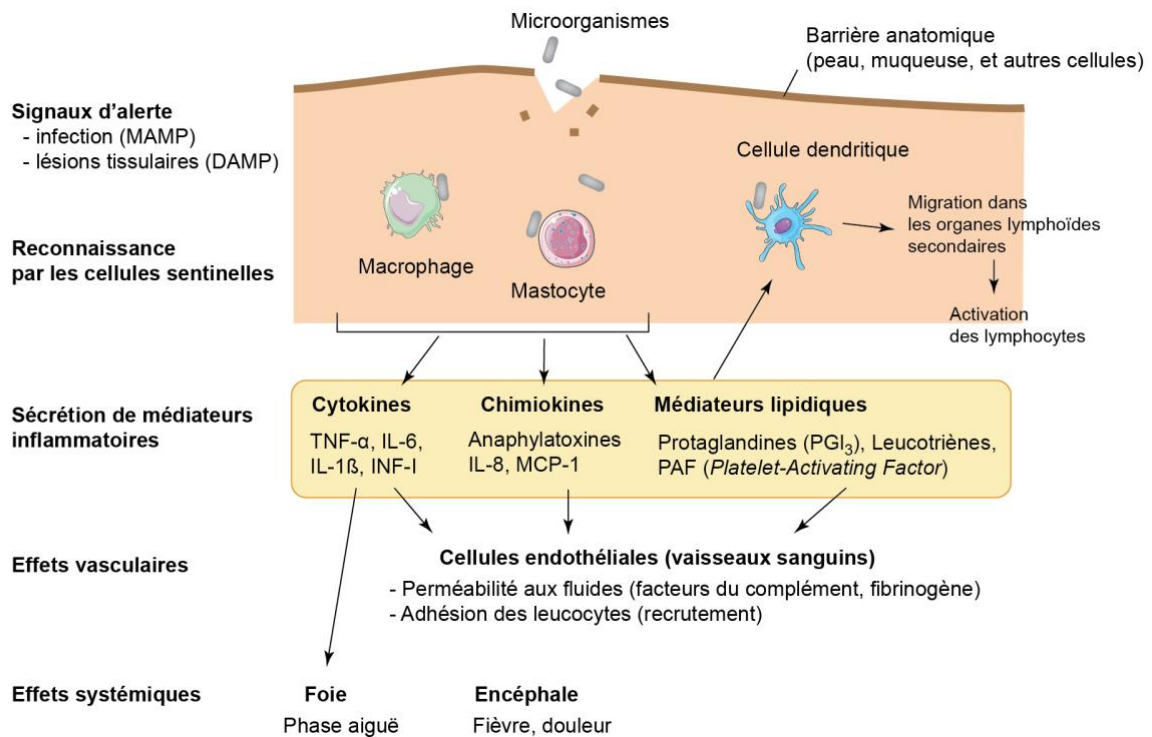 Microorganismes
Barrière anatomique
(peau, muqueuse, et autres cellules)
Signaux d'alerte
- infection (MAMP)
- lésions tissulaires (DAMP)
Cellule dendritique
Migration dans
les organes lymphoïdes
secondaires
Reconnaissance
par les cellules sentinelles
Macrophage
Mastocyte
Activation
des lymphocytes
Sécrétion de médiateurs
inflammatoires
Cytokines
TNF-α, IL-6,
IL-1ß, INF-I
Chimiokines
Anaphylatoxines
IL-8, MCP-1
Médiateurs lipidiques
Protaglandines (PGI₃), Leucotriènes,
PAF (Platelet-Activating Factor)
Effets vasculaires
Cellules endothéliales (vaisseaux sanguins)
- Perméabilité aux fluides (facteurs du complément, fibrinogène)
- Adhésion des leucocytes (recrutement)
Effets systémiques
Foie
Phase aiguë
Encéphale
Fièvre, douleur